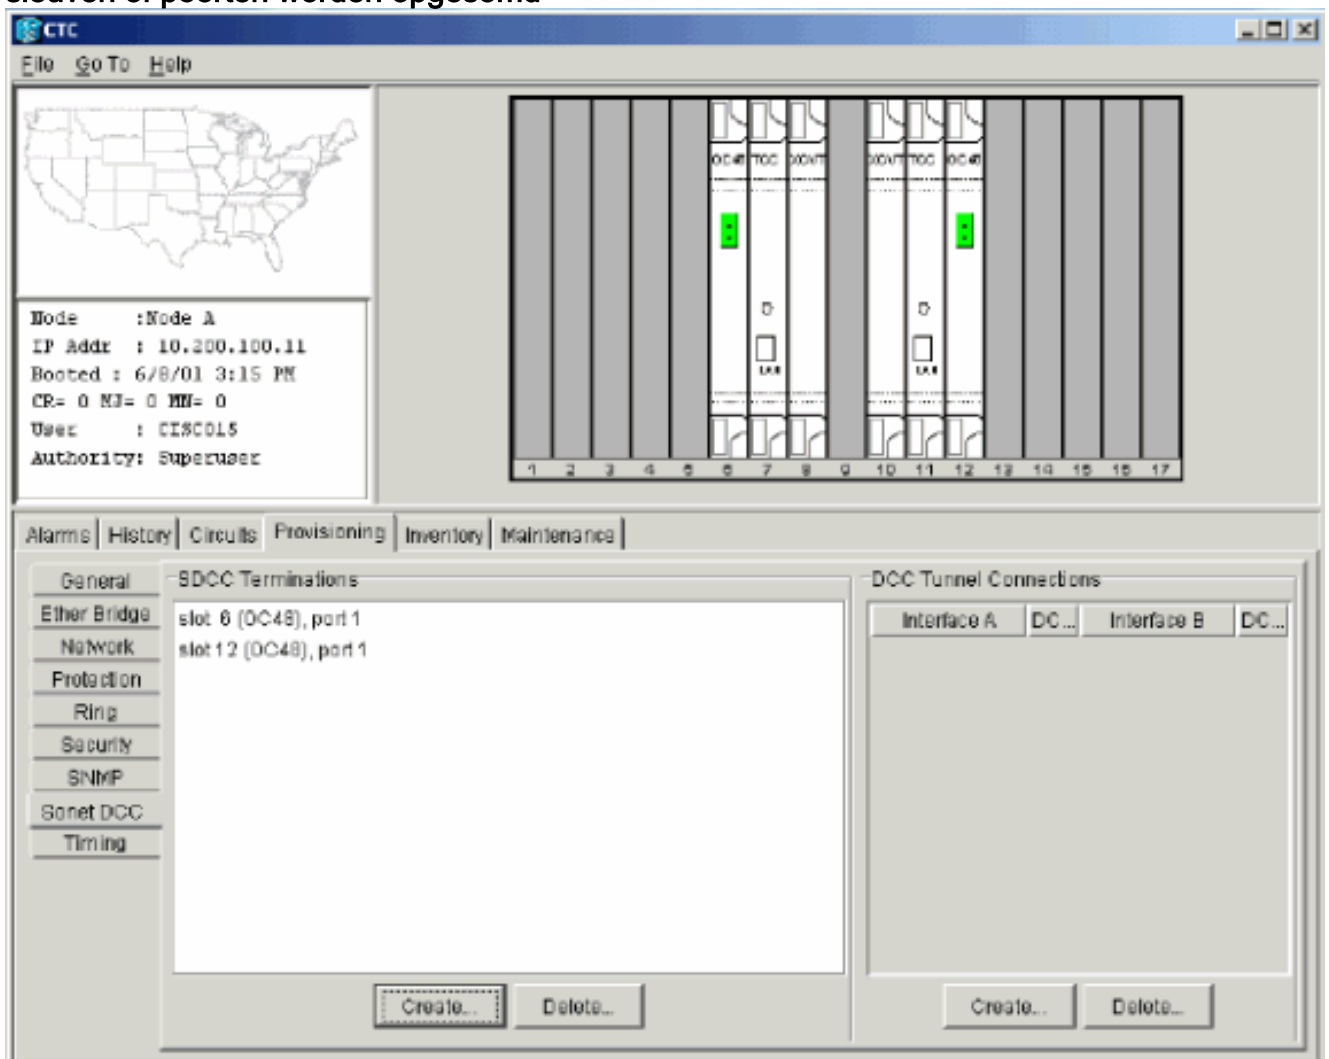 CTC
File Go To Help
OC48 TCC XCVT XCVT TCC OC48
LAN LAN
1 2 3 4 5 6 7 8 9 10 11 12 13 14 15 16 17
Node :Node A
IP Addr : 10.200.100.11
Booted : 6/8/01 3:15 PM
CR= 0 MJ= 0 MN= 0
User : CISCO15
Authority: Superuser
Alarms History Circuits Provisioning Inventory Maintenance
General
Ether Bridge
Network
Protection
Ring
Security
SNMP
Sonet DCC
Timing
SDCC Terminations
slot 6 (OC48), port 1
slot 12 (OC48), port 1
Create... Delete...
DCC Tunnel Connections
Interface A DC... Interface B DC...
Create... Delete...